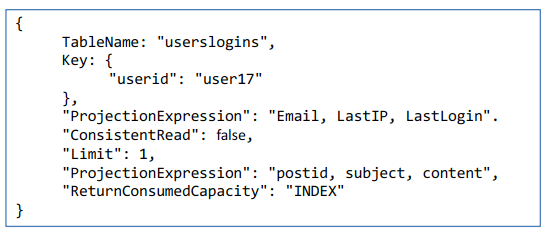 {
TableName: "userslogins",
Key: {
"userid": "user17"
},
"ProjectionExpression": "Email, LastIP, LastLogin".
"ConsistentRead": false,
"Limit": 1,
"ProjectionExpression": "postid, subject, content",
"ReturnConsumedCapacity": "INDEX"
}